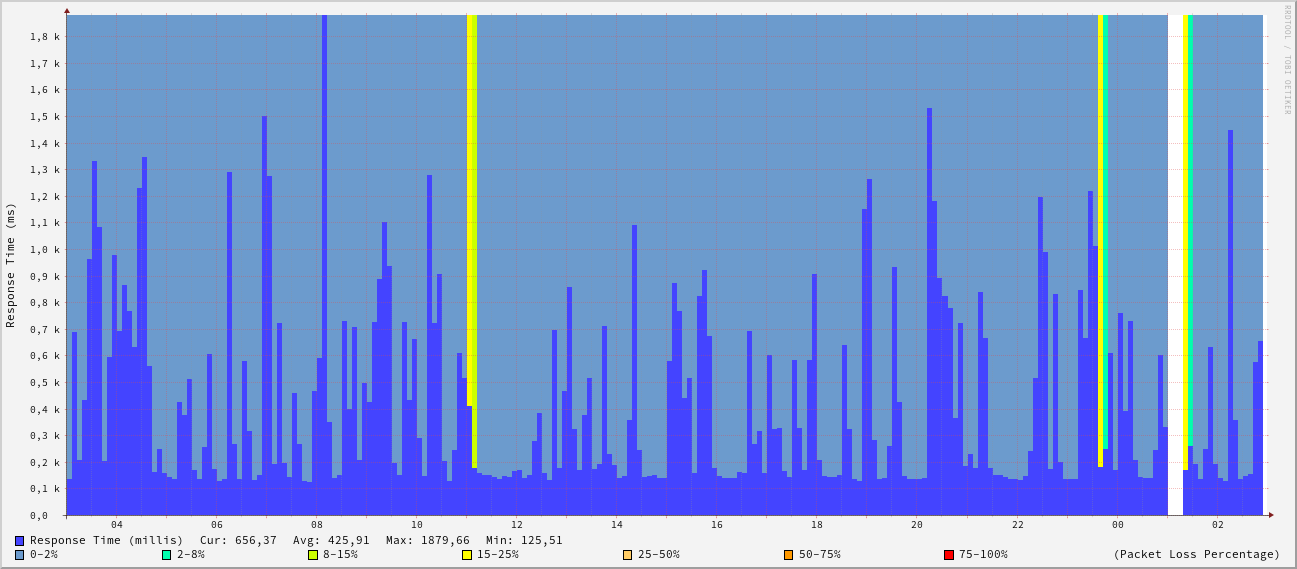 RRDTOOL / TOBI OETIKER
Response Time (ms)
1,8 k
1,7 k
1,6 k
1,5 k
1,4 k
1,3 k
1,2 k
1,1 k
1,0 k
0,9 k
0,8 k
0,7 k
0,6 k
0,5 k
0,4 k
0,3 k
0,2 k
0,1 k
0,0
04 06 08 10 12 14 16 18 20 22 00 02
Response Time (millis) Cur: 656,37 Avg: 425,91 Max: 1879,66 Min: 125,51
0-2% 2-8% 8-15% 15-25% 25-50% 50-75% 75-100% (Packet Loss Percentage)